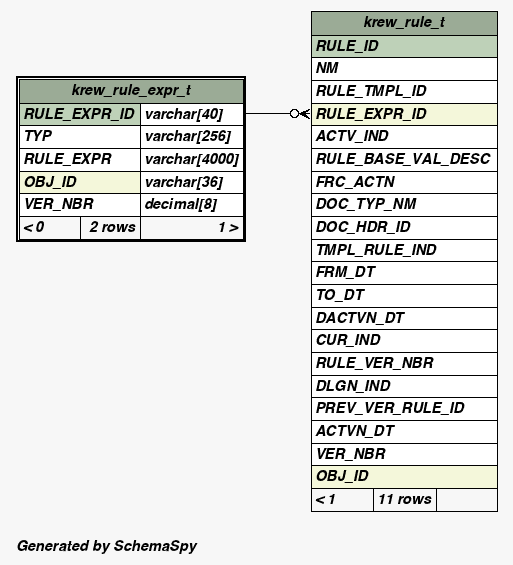 krew_rule_expr_t
RULE_EXPR_ID varchar[40]
TYP varchar[256]
RULE_EXPR varchar[4000]
OBJ_ID varchar[36]
VER_NBR decimal[8]
< 0 2 rows 1 >
krew_rule_t
RULE_ID
NM
RULE_TMPL_ID
RULE_EXPR_ID
ACTV_IND
RULE_BASE_VAL_DESC
FRC_ACTN
DOC_TYP_NM
DOC_HDR_ID
TMPL_RULE_IND
FRM_DT
TO_DT
DACTVN_DT
CUR_IND
RULE_VER_NBR
DLGN_IND
PREV_VER_RULE_ID
ACTVN_DT
VER_NBR
OBJ_ID
< 1 11 rows
Generated by SchemaSpy